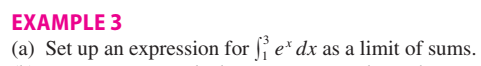 EXAMPLE 3
(a) Set up an expression for ∫₁³ eˣ dx as a limit of sums.